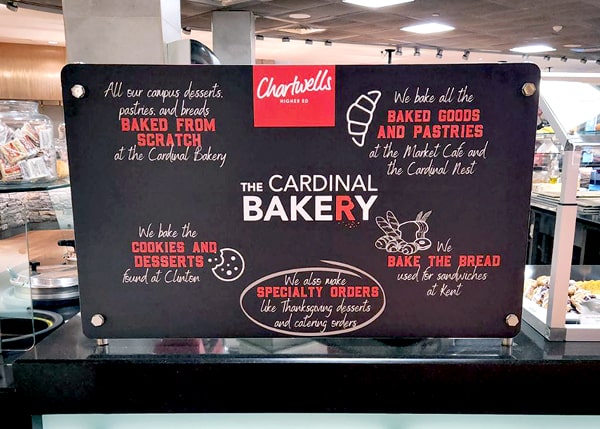 Chartwells
HIGHER ED
All our campus desserts,
pastries, and breads
BAKED FROM
SCRATCH
at the Cardinal Bakery
We bake all the
BAKED GOODS
AND PASTRIES
at the Market Cafe and
the Cardinal Nest
THE CARDINAL
BAKERY
We bake the
COOKIES AND
DESSERTS
found at Clinton
We
BAKE THE BREAD
used for sandwiches
at Kent
We also make
SPECIALTY ORDERS
like Thanksgiving desserts
and catering orders